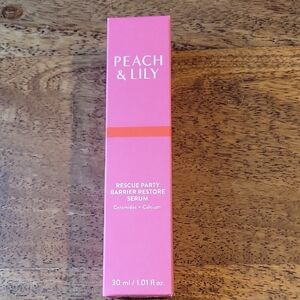 PEACH
& LILY
RESCUE PARTY
BARRIER RESTORE
SERUM
Ceramides + Calcium
30 ml / 1.01 fl oz